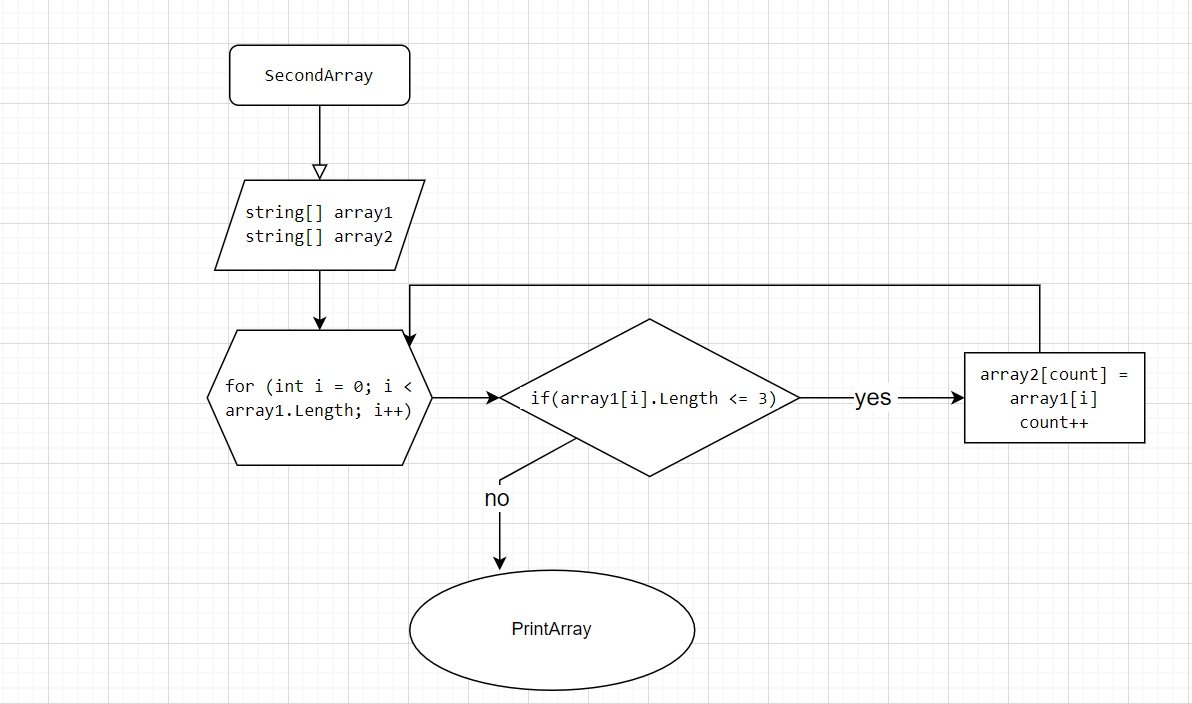 SecondArray
string[] array1
string[] array2
for (int i = 0; i <
array1.Length; i++)
if(array1[i].Length <= 3)
yes
array2[count] =
array1[i]
count++
no
PrintArray